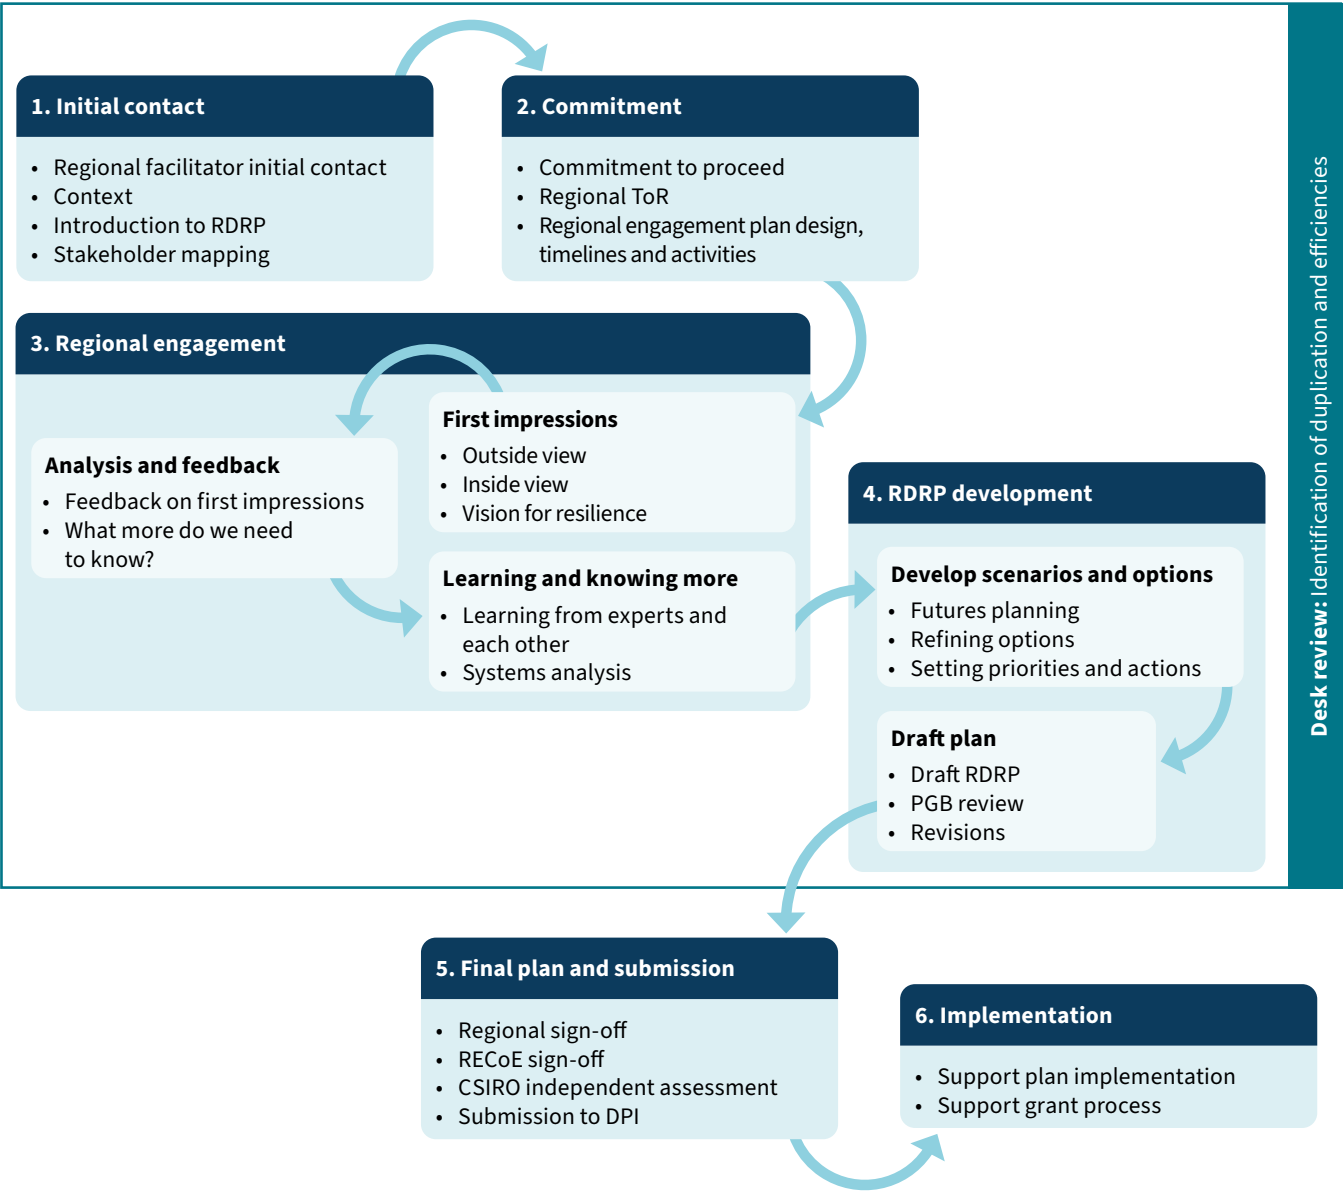 1. Initial contact
• Regional facilitator initial contact
• Context
• Introduction to RDRP
• Stakeholder mapping
2. Commitment
• Commitment to proceed
• Regional ToR
• Regional engagement plan design,
timelines and activities
3. Regional engagement
First impressions
• Outside view
• Inside view
• Vision for resilience
Analysis and feedback
• Feedback on first impressions
• What more do we need
to know?
Learning and knowing more
• Learning from experts and
each other
• Systems analysis
4. RDRP development
Develop scenarios and options
• Futures planning
• Refining options
• Setting priorities and actions
Draft plan
• Draft RDRP
• PGB review
• Revisions
Desk review: Identification of duplication and efficiencies
5. Final plan and submission
• Regional sign-off
• RECoE sign-off
• CSIRO independent assessment
• Submission to DPI
6. Implementation
• Support plan implementation
• Support grant process